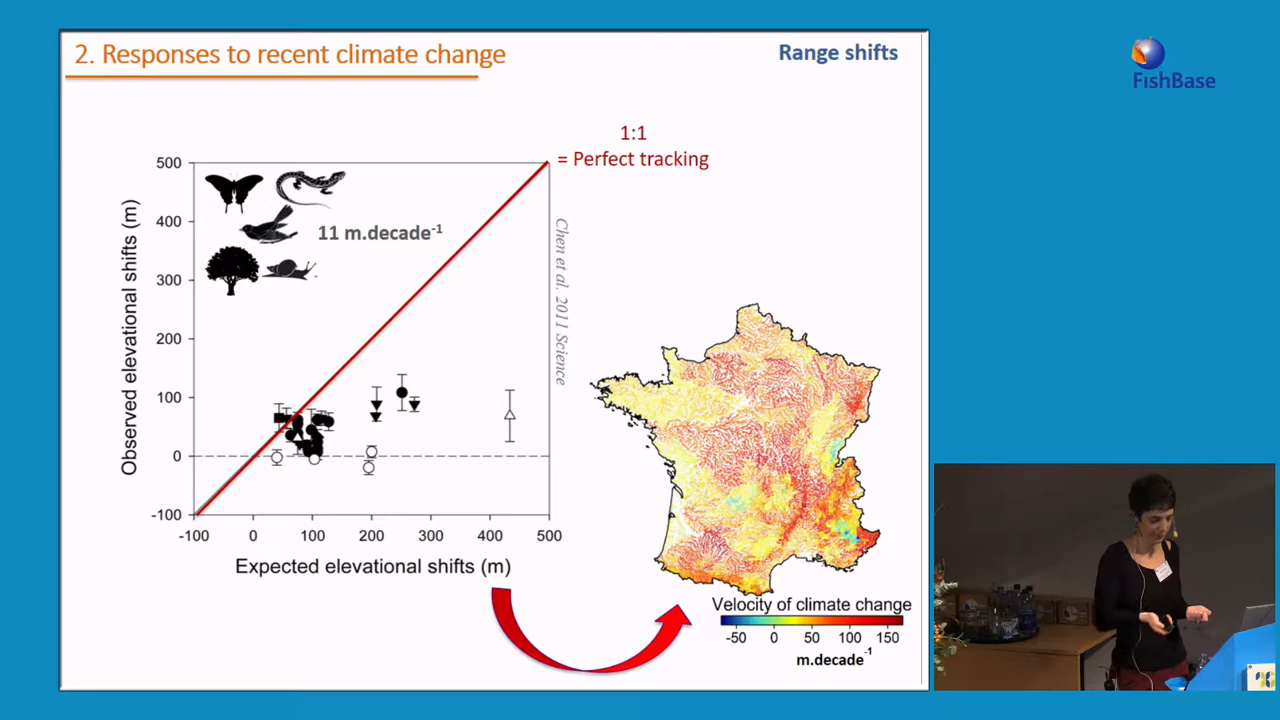 2. Responses to recent climate change
Range shifts
FishBase
1:1
= Perfect tracking
500
400
300
200
100
0
-100
Observed elevational shifts (m)
11 m.decade-1
Chen et al. 2011 Science
-100
0
100
200
300
400
500
Expected elevational shifts (m)
Velocity of climate change
-50
0
50
100
150
m.decade-1